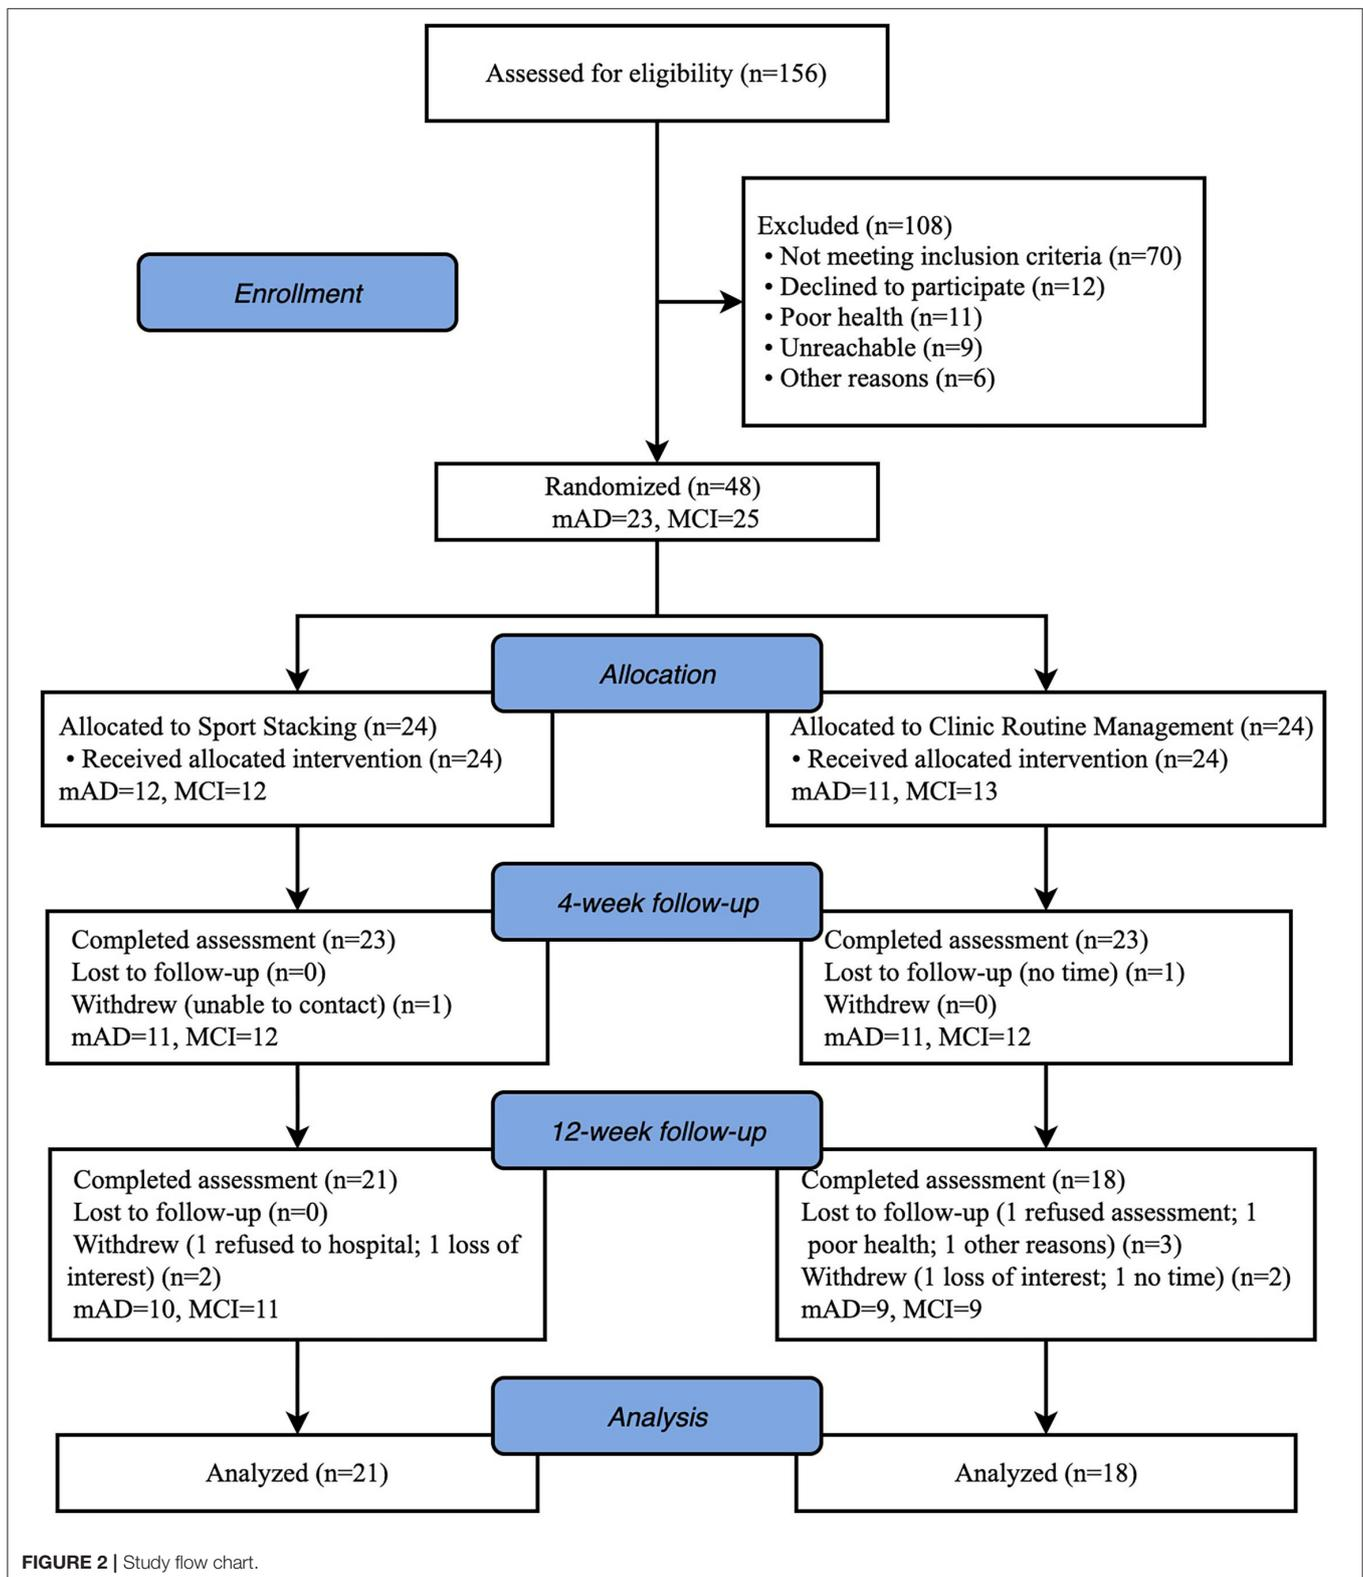 Assessed for eligibility (n=156)
Excluded (n=108)
• Not meeting inclusion criteria (n=70)
• Declined to participate (n=12)
• Poor health (n=11)
• Unreachable (n=9)
• Other reasons (n=6)
Enrollment
Randomized (n=48)
mAD=23, MCI=25
Allocation
Allocated to Sport Stacking (n=24)
• Received allocated intervention (n=24)
mAD=12, MCI=12
Allocated to Clinic Routine Management (n=24)
• Received allocated intervention (n=24)
mAD=11, MCI=13
4-week follow-up
Completed assessment (n=23)
Lost to follow-up (n=0)
Withdrew (unable to contact) (n=1)
mAD=11, MCI=12
Completed assessment (n=23)
Lost to follow-up (no time) (n=1)
Withdrew (n=0)
mAD=11, MCI=12
12-week follow-up
Completed assessment (n=21)
Lost to follow-up (n=0)
Withdrew (1 refused to hospital; 1 loss of
interest) (n=2)
mAD=10, MCI=11
Completed assessment (n=18)
Lost to follow-up (1 refused assessment; 1
poor health; 1 other reasons) (n=3)
Withdrew (1 loss of interest; 1 no time) (n=2)
mAD=9, MCI=9
Analysis
Analyzed (n=21)
Analyzed (n=18)
FIGURE 2 | Study flow chart.